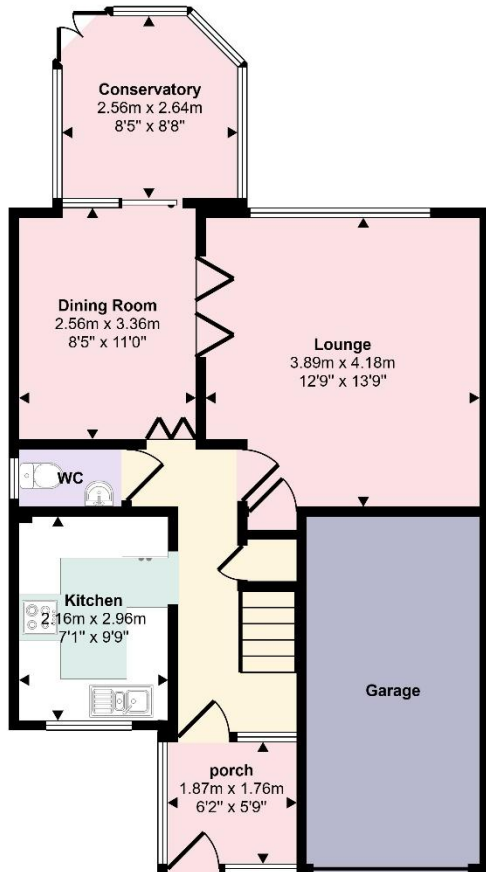 Conservatory
2.56m x 2.64m
8'5" x 8'8"
Dining Room
2.56m x 3.36m
8'5" x 11'0"
Lounge
3.89m x 4.18m
12'9" x 13'9"
WC
Kitchen
2.16m x 2.96m
7'1" x 9'9"
Garage
porch
1.87m x 1.76m
6'2" x 5'9"